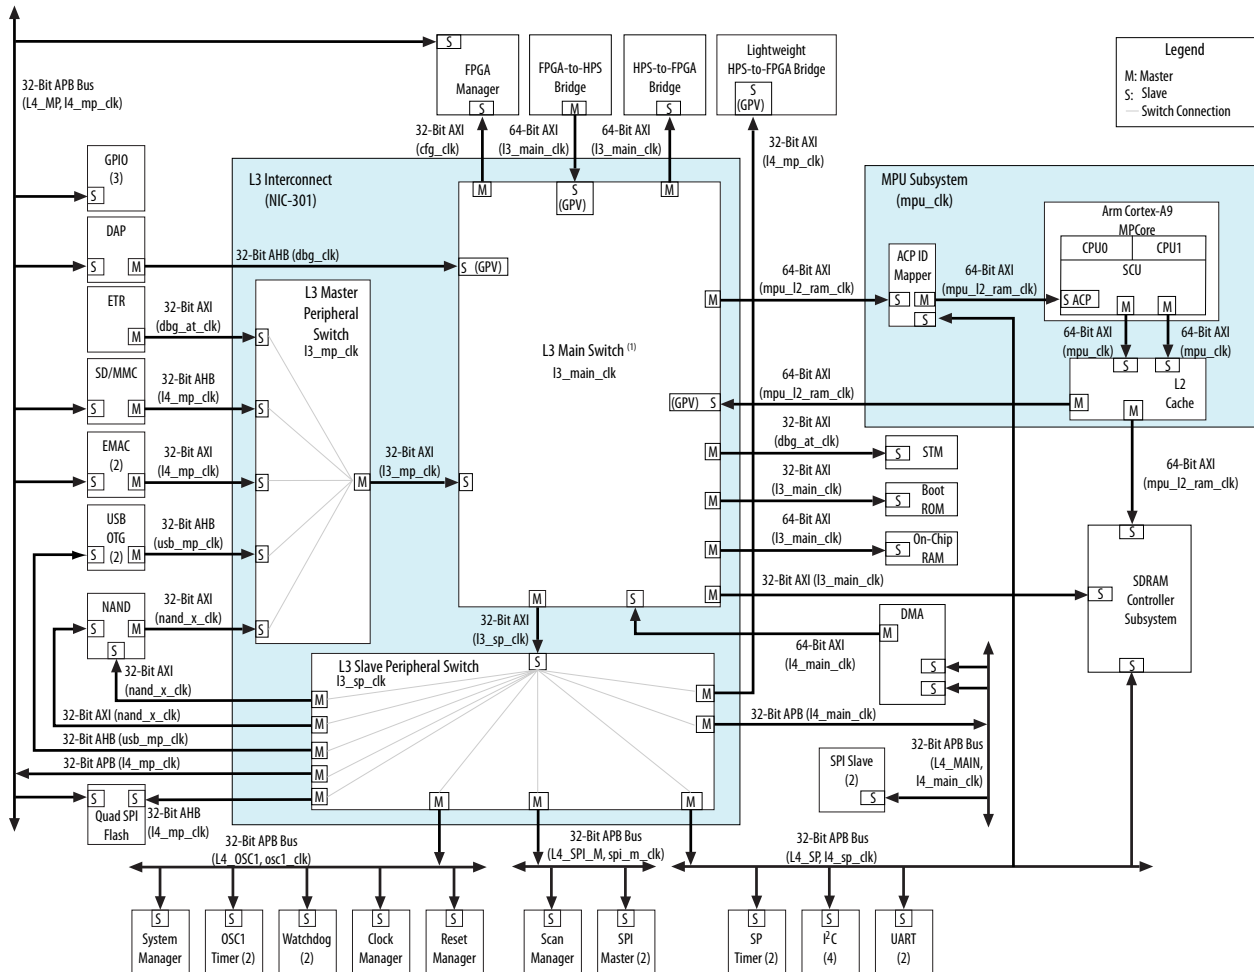 32-Bit APB Bus
(L4_MP, l4_mp_clk)
S
FPGA
Manager
S
FPGA-to-HPS
Bridge
M
HPS-to-FPGA
Bridge
S
Lightweight
HPS-to-FPGA Bridge
S
(GPV)
Legend
M: Master
S: Slave
Switch Connection
32-Bit AXI
(cfg_clk)
64-Bit AXI
(l3_main_clk)
64-Bit AXI
(l3_main_clk)
32-Bit AXI
(l4_mp_clk)
GPIO
(3)
S
DAP
S
M
32-Bit AHB (dbg_clk)
ETR
M
32-Bit AXI
(dbg_at_clk)
SD/MMC
S
M
32-Bit AHB
(l4_mp_clk)
EMAC
(2)
S
M
32-Bit AXI
(l4_mp_clk)
USB
OTG
(2)
S
M
32-Bit AHB
(usb_mp_clk)
NAND
S
M
S
32-Bit AXI
(nand_x_clk)
32-Bit AXI
(nand_x_clk)
32-Bit AXI (nand_x_clk)
32-Bit AHB (usb_mp_clk)
32-Bit APB (l4_mp_clk)
S
S
Quad SPI
Flash
32-Bit AHB
(l4_mp_clk)
L3 Interconnect
(NIC-301)
L3 Master
Peripheral
Switch
l3_mp_clk
S
S
S
S
S
M
32-Bit AXI
(l3_mp_clk)
M
S
(GPV)
M
S (GPV)
S
L3 Main Switch (1)
l3_main_clk
M
(GPV) S
M
M
M
M
M
S
32-Bit AXI
(l3_sp_clk)
L3 Slave Peripheral Switch
l3_sp_clk
S
M
M
M
M
M
M
M
M
M
M
MPU Subsystem
(mpu_clk)
64-Bit AXI
(mpu_l2_ram_clk)
ACP ID
Mapper
S
M
S
64-Bit AXI
(mpu_l2_ram_clk)
Arm Cortex-A9
MPCore
CPU0
CPU1
SCU
S ACP
M
M
64-Bit AXI
(mpu_clk)
64-Bit AXI
(mpu_clk)
S
S
L2
Cache
M
M
64-Bit AXI
(mpu_l2_ram_clk)
32-Bit AXI
(dbg_at_clk)
S
STM
32-Bit AXI
(l3_main_clk)
S
Boot
ROM
64-Bit AXI
(l3_main_clk)
S
On-Chip
RAM
32-Bit AXI (l3_main_clk)
64-Bit AXI
(mpu_l2_ram_clk)
S
S
SDRAM
Controller
Subsystem
S
DMA
M
S
S
64-Bit AXI
(l4_main_clk)
32-Bit APB (l4_main_clk)
32-Bit APB Bus
(L4_MAIN,
l4_main_clk)
SPI Slave
(2)
S
32-Bit APB Bus
(L4_OSC1, osc1_clk)
32-Bit APB Bus
(L4_SPI_M, spi_m_clk)
32-Bit APB Bus
(L4_SP, l4_sp_clk)
S
System
Manager
S
OSC1
Timer (2)
S
Watchdog
(2)
S
Clock
Manager
S
Reset
Manager
S
Scan
Manager
S
SPI
Master (2)
S
SP
Timer (2)
S
I2C
(4)
S
UART
(2)